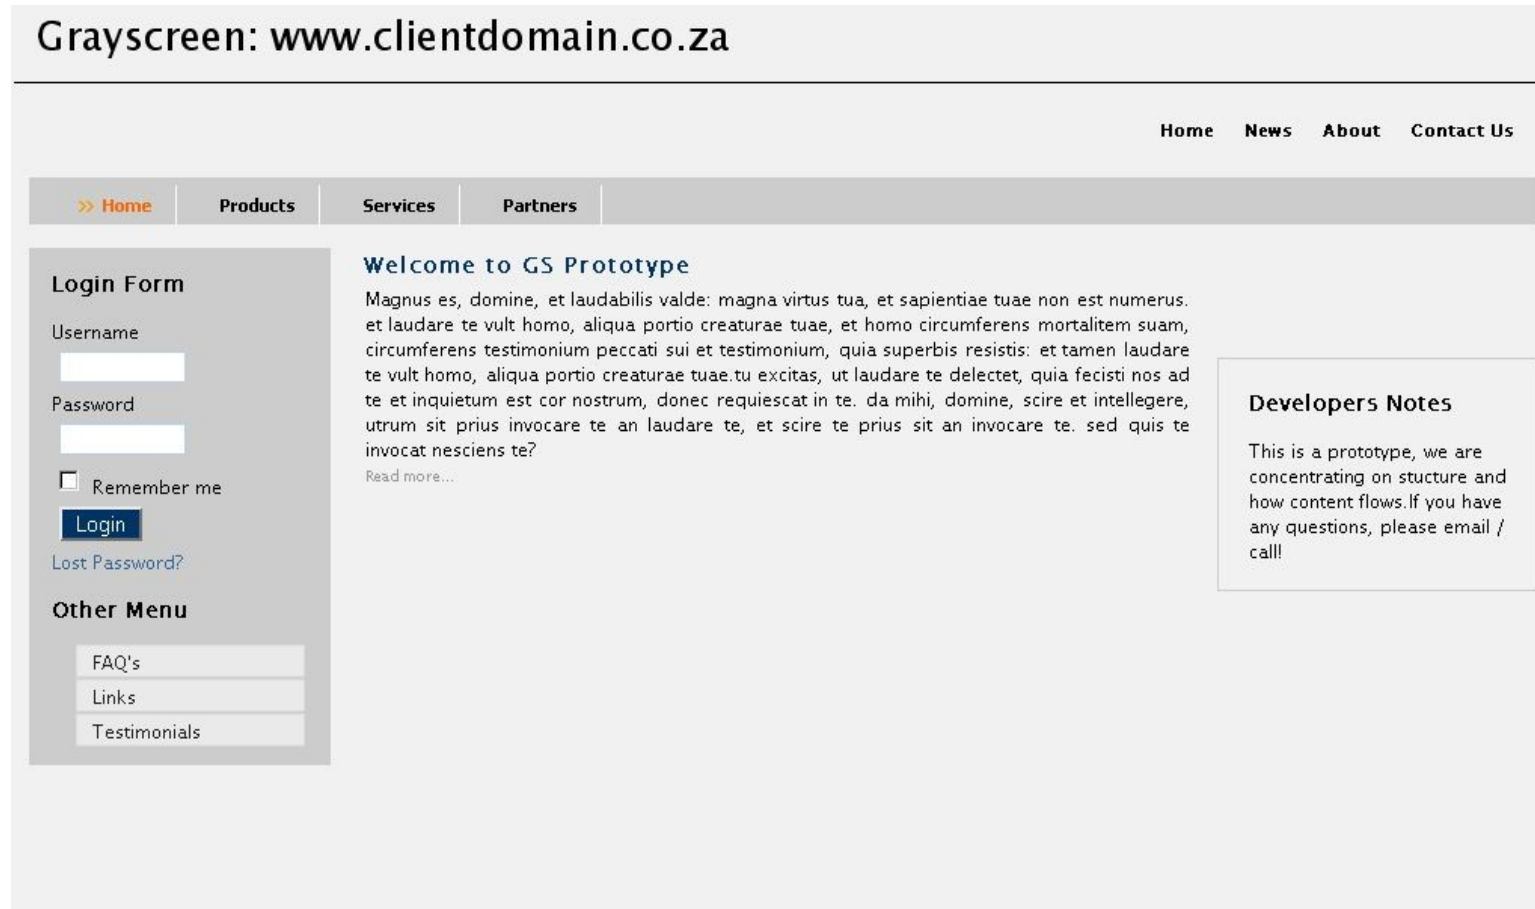 Grayscreen: www.clientdomain.co.za
Home News About Contact Us
>> Home Products Services Partners
Login Form
Username
Password
Remember me
Login
Lost Password?
Other Menu
FAQ's
Links
Testimonials
Welcome to GS Prototype
Magnus es, domine, et laudabilis valde: magna virtus tua, et sapientiae tuae non est numerus.
et laudare te vult homo, aliqua portio creaturae tuae, et homo circumferens mortalitem suam,
circumferens testimonium peccati sui et testimonium, quia superbis resistis: et tamen laudare
te vult homo, aliqua portio creaturae tuae.tu excitas, ut laudare te delectet, quia fecisti nos ad
te et inquietum est cor nostrum, donec requiescat in te. da mihi, domine, scire et intellegere,
utrum sit prius invocare te an laudare te, et scire te prius sit an invocare te. sed quis te
invocat nesciens te?
Read more...
Developers Notes
This is a prototype, we are
concentrating on stucture and
how content flows.If you have
any questions, please email /
call!